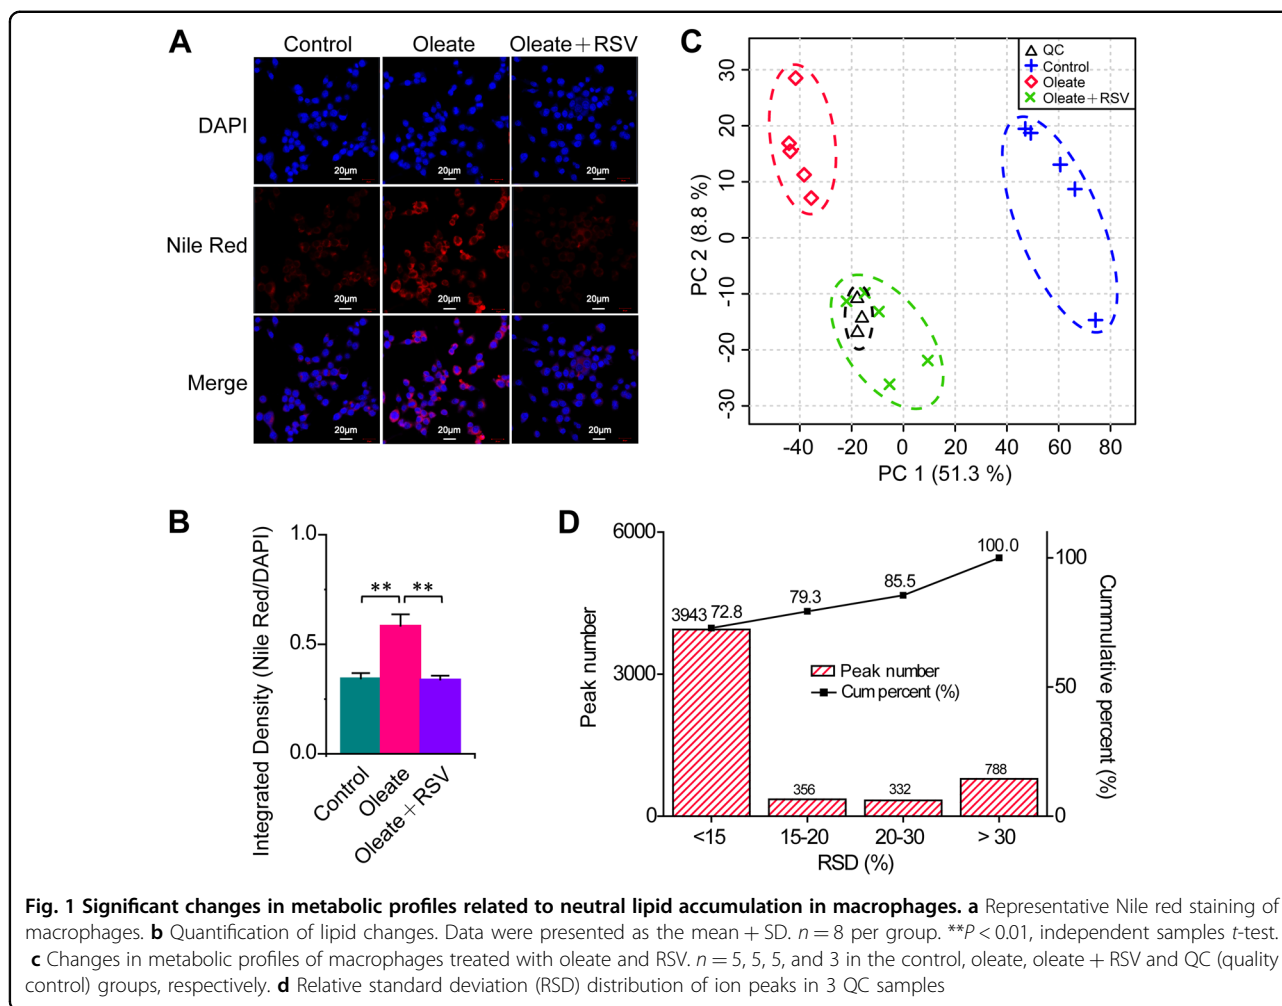 A
Control Oleate Oleate+RSV
DAPI
20μm 20μm 20μm
Nile Red
20μm 20μm 20μm
Merge
20μm 20μm 20μm
B
Integrated Density (Nile Red/DAPI)
1.0
0.5
0.0
** **
Control Oleate Oleate+RSV
C
QC
Control
Oleate
Oleate+RSV
PC 2 (8.8 %)
30
20
10
0
-10
-20
-30
-40 -20 0 20 40 60 80
PC 1 (51.3 %)
D
Peak number
6000
3000
0
3943 72.8 79.3 85.5 100.0
Peak number
Cum percent (%)
356 332 788
<15 15-20 20-30 > 30
RSD (%)
100
50
0
Cummulative percent (%)
Fig. 1 Significant changes in metabolic profiles related to neutral lipid accumulation in macrophages. a Representative Nile red staining of
macrophages. b Quantification of lipid changes. Data were presented as the mean + SD. n = 8 per group. **P < 0.01, independent samples t-test.
c Changes in metabolic profiles of macrophages treated with oleate and RSV. n = 5, 5, 5, and 3 in the control, oleate, oleate + RSV and QC (quality
control) groups, respectively. d Relative standard deviation (RSD) distribution of ion peaks in 3 QC samples